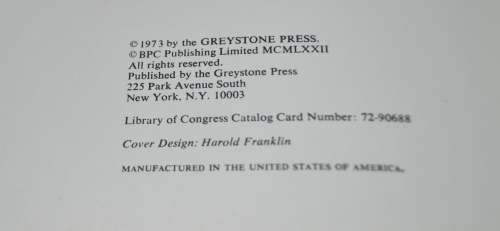 © 1973 by the GREYSTONE PRESS.
© BPC Publishing Limited MCMLXXII
All rights reserved.
Published by the Greystone Press
225 Park Avenue South
New York, N.Y. 10003
Library of Congress Catalog Card Number: 72-90688
Cover Design: Harold Franklin
MANUFACTURED IN THE UNITED STATES OF AMERICA.